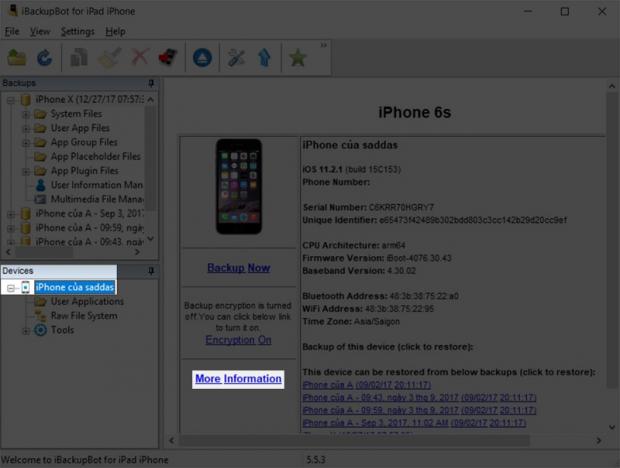 iBackupBot for iPad iPhone
File View Settings Help
Backups
iPhone X (12/27/17 07:57:
System Files
User App Files
App Group Files
App Placeholder Files
App Plugin Files
User Information Man
Multimedia File Mana
iPhone của A - Sep 3, 2017
iPhone của A - 09:59, ngày
iPhone của A - 09:43, ngày
Devices
iPhone của saddas
User Applications
Raw File System
Tools
iPhone 6s
Backup Now
Backup encryption is turned
off.You can click below link
to turn it on.
Encryption On
More Information
iPhone của saddas
iOS 11.2.1 (build 15C153)
Phone Number:
Serial Number: C6KRR70HGRY7
Unique Identifier: e65473f42489b302bdd803c3cc142b29d20cc9ef
CPU Architecture: arm64
Firmware Version: iBoot-4076.30.43
Baseband Version: 4.30.02
Bluetooth Address: 48:3b:38:75:22:a0
WiFi Address: 48:3b:38:75:22:95
Time Zone: Asia/Saigon
Backup of this device (click to restore):
This device can be restored from below backups (click to restore):
iPhone của A (09/02/17 20:11:17)
iPhone của A - 09:43, ngày 3 thg 9, 2017 (09/02/17 20:11:17)
iPhone của A - 09:59, ngày 3 thg 9, 2017 (09/02/17 20:11:17)
iPhone của A - Sep 3, 2017, 11.02 AM (09/02/17 20:11:17)
Welcome to iBackupBot for iPad iPhone
5.5.3